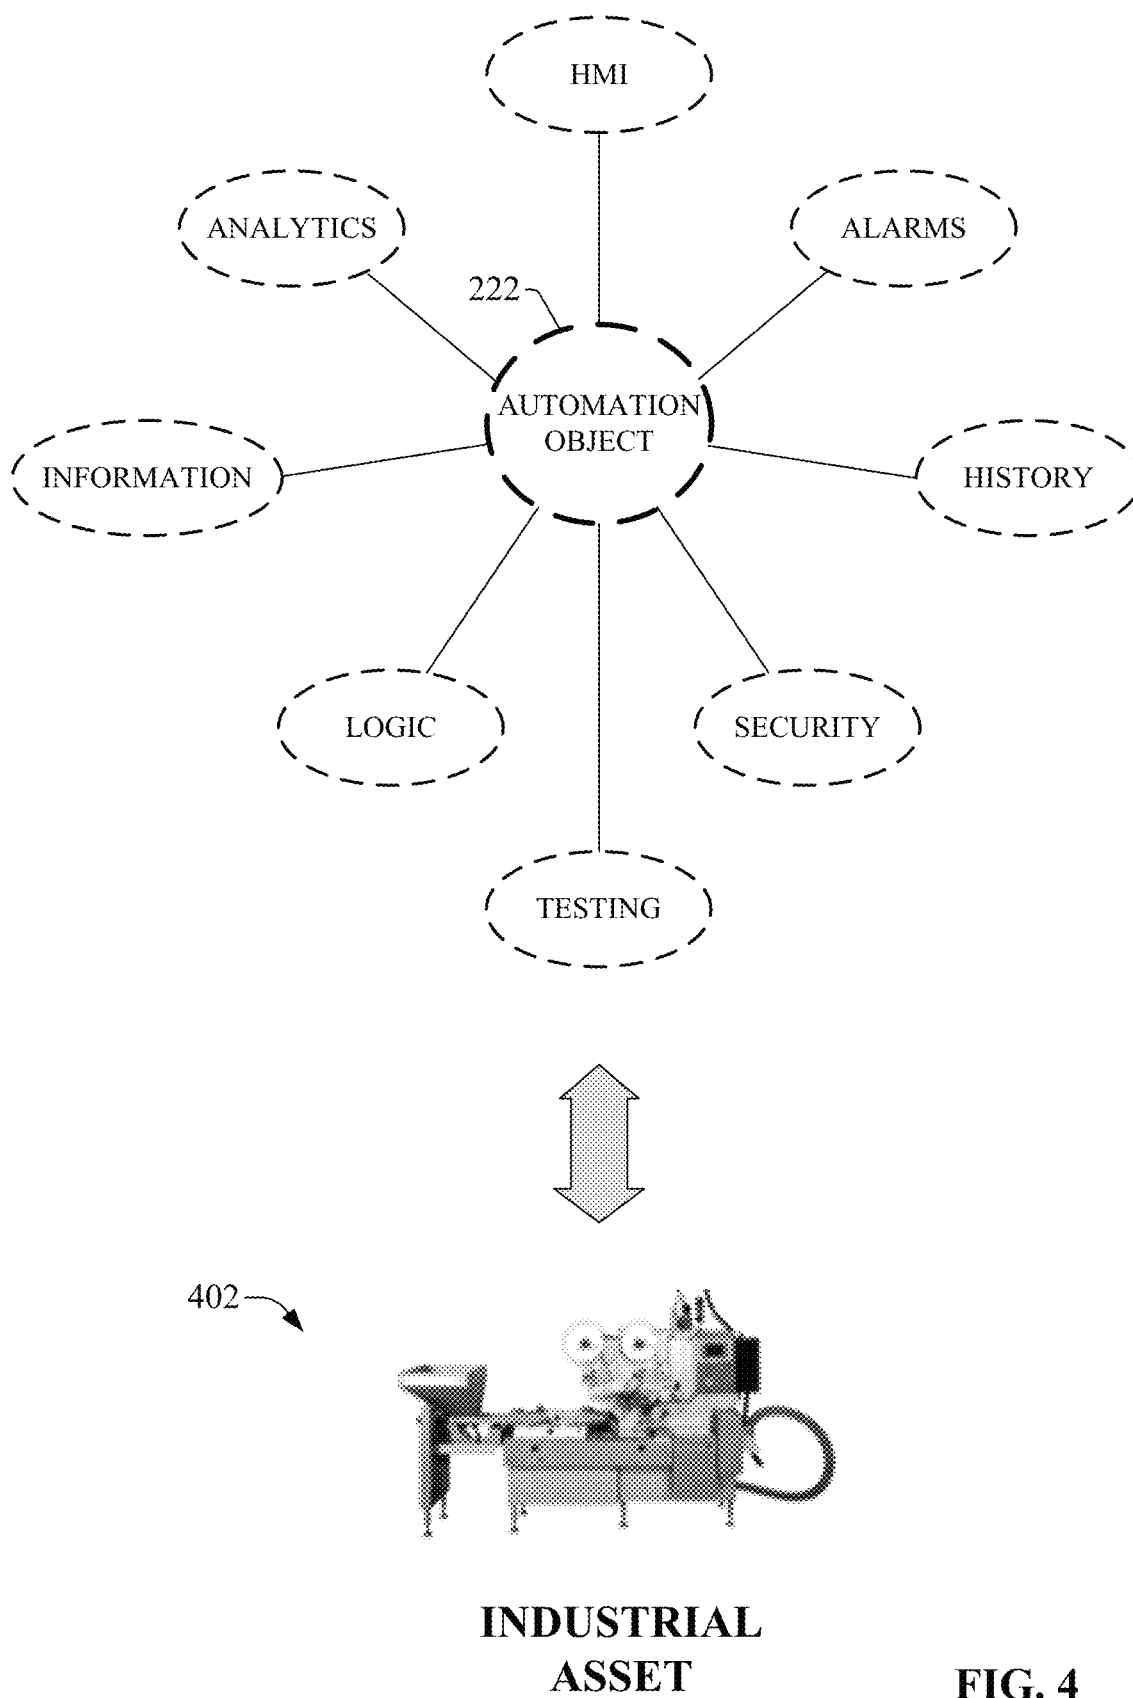 HMI
ANALYTICS
ALARMS
222
AUTOMATION
OBJECT
INFORMATION
HISTORY
LOGIC
SECURITY
TESTING
402
INDUSTRIAL
ASSET
FIG. 4